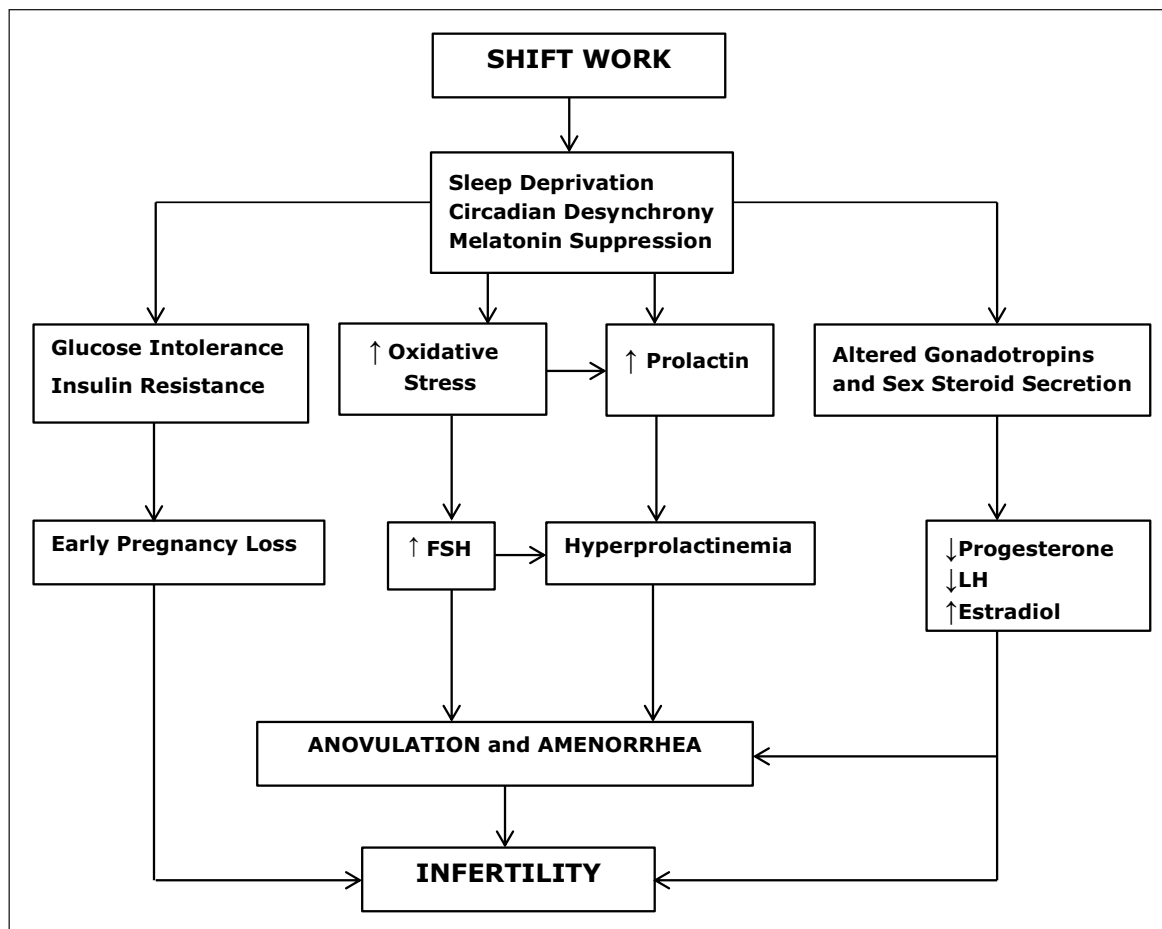 SHIFT WORK
Sleep Deprivation
Circadian Desynchrony
Melatonin Suppression
Glucose Intolerance
Insulin Resistance
↑ Oxidative
Stress
↑ Prolactin
Altered Gonadotropins
and Sex Steroid Secretion
Early Pregnancy Loss
↑ FSH
Hyperprolactinemia
↓Progesterone
↓LH
↑Estradiol
ANOVULATION and AMENORRHEA
INFERTILITY